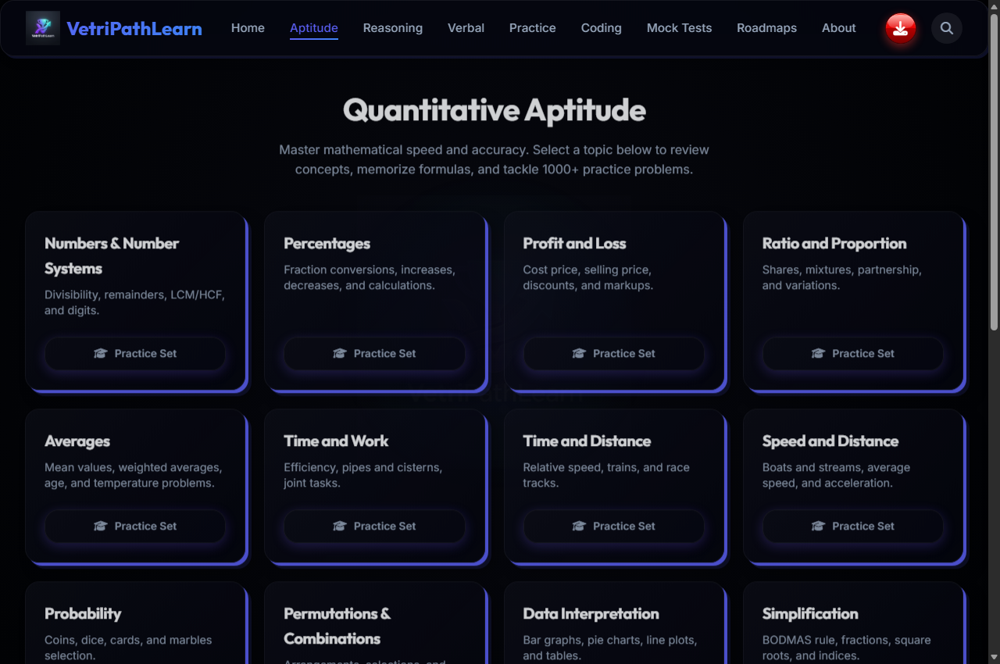 VetriPathLearn
VetriPathLearn
Home
Aptitude
Reasoning
Verbal
Practice
Coding
Mock Tests
Roadmaps
About
Quantitative Aptitude
Master mathematical speed and accuracy. Select a topic below to review
concepts, memorize formulas, and tackle 1000+ practice problems.
Numbers & Number
Systems
Divisibility, remainders, LCM/HCF,
and digits.
Practice Set
Percentages
Fraction conversions, increases,
decreases, and calculations.
Practice Set
Profit and Loss
Cost price, selling price,
discounts, and markups.
Practice Set
Ratio and Proportion
Shares, mixtures, partnership,
and variations.
Practice Set
VetriPathLearn
Averages
Mean values, weighted averages,
age, and temperature problems.
Practice Set
Time and Work
Efficiency, pipes and cisterns,
joint tasks.
Practice Set
Time and Distance
Relative speed, trains, and race
tracks.
Practice Set
Speed and Distance
Boats and streams, average
speed, and acceleration.
Practice Set
Probability
Coins, dice, cards, and marbles
selection.
Permutations &
Combinations
Arrangements, selections, and
Data Interpretation
Bar graphs, pie charts, line plots,
and tables.
Simplification
BODMAS rule, fractions, square
roots, and indices.